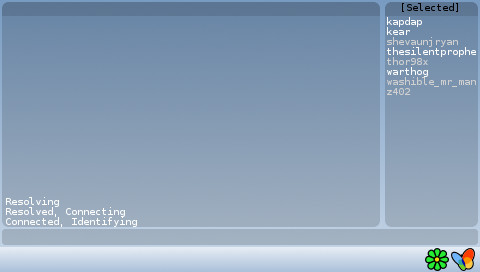 [Selected]
kapdap
kear
shevaunjryan
thesilentprophe
thor98x
warthog
washible_mr_man
z402
Resolving
Resolved, Connecting
Connected, Identifying